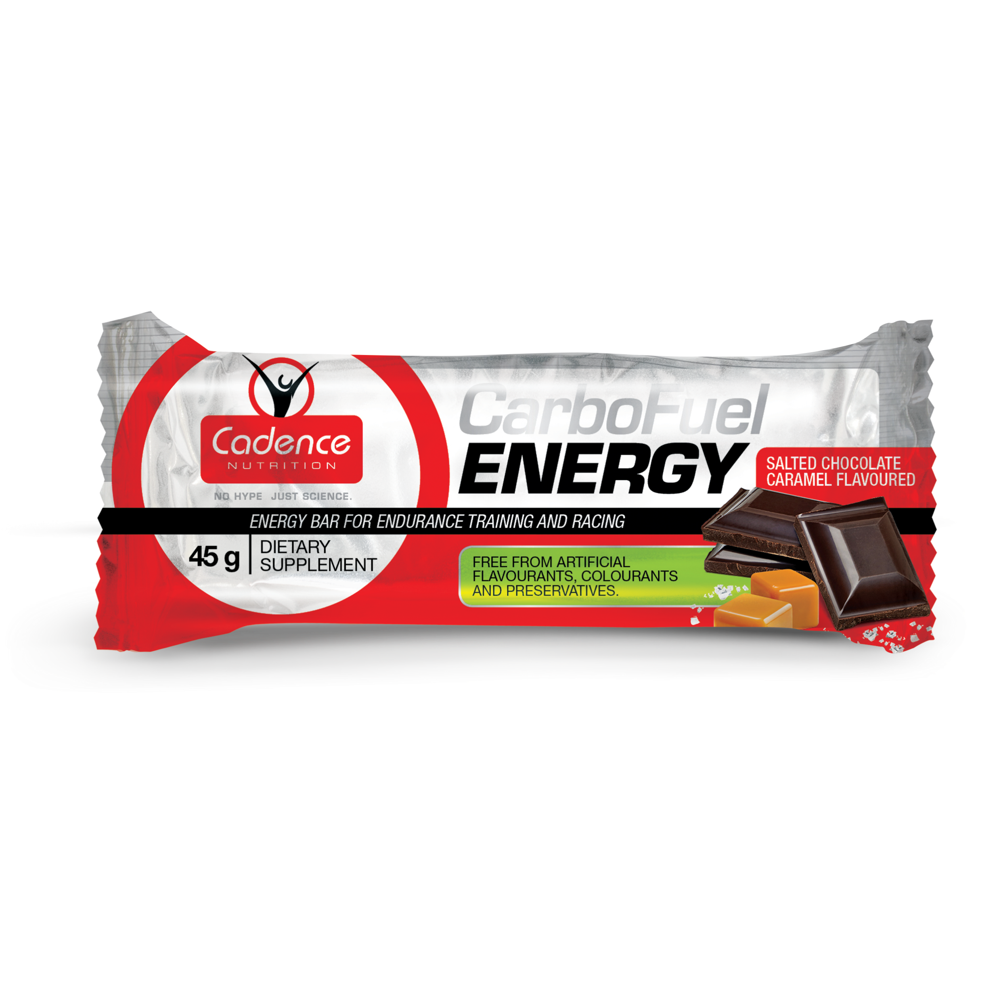 Cadence
NUTRITION
NO HYPE JUST SCIENCE.
CarboFuel
ENERGY
SALTED CHOCOLATE
CARAMEL FLAVOURED
ENERGY BAR FOR ENDURANCE TRAINING AND RACING
45 g
DIETARY
SUPPLEMENT
FREE FROM ARTIFICIAL
FLAVOURANTS, COLOURANTS
AND PRESERVATIVES.